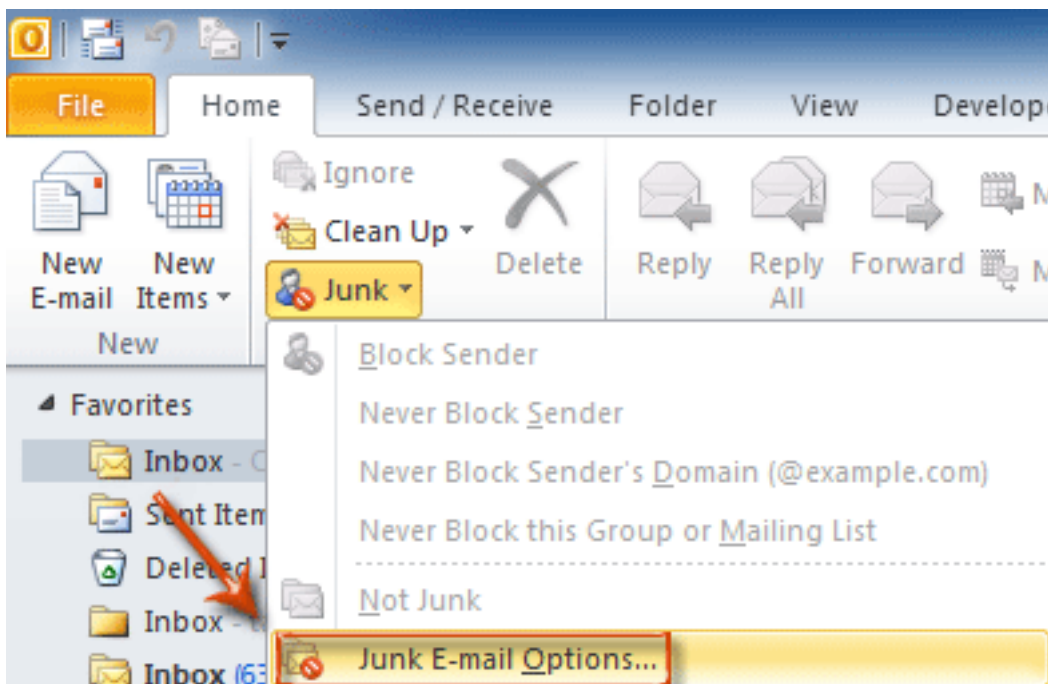 File Home Send / Receive Folder View
New E-mail
New Items
Ignore
Clean Up
Junk
Delete
Reply
Reply All
Forward
New
Block Sender
Never Block Sender
Never Block Sender's Domain (@example.com)
Never Block this Group or Mailing List
Not Junk
Junk E-mail Options...
Favorites
Inbox -
Sent
Deleted
Inbox -
Inbox (63